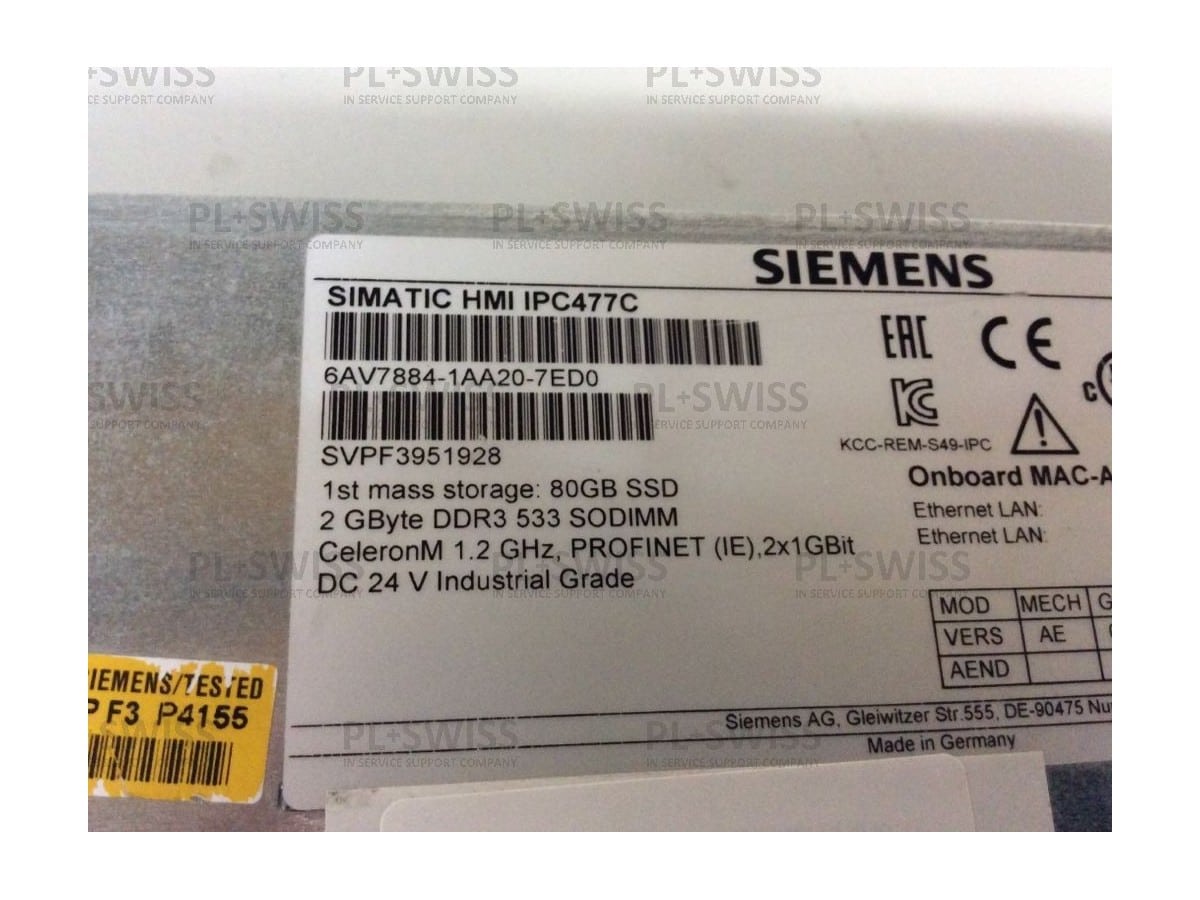 SIEMENS
SIMATIC HMI IPC477C
6AV7884-1AA20-7ED0
SVPF3951928
1st mass storage: 80GB SSD
2 GByte DDR3 533 SODIMM
CeleronM 1.2 GHz, PROFINET (IE),2x1GBit
DC 24 V Industrial Grade
EAC
CE
KCC-REM-S49-IPC
Onboard MAC-A
Ethernet LAN:
Ethernet LAN:
MOD MECH G
VERS AE
AEND
Siemens AG, Gleiwitzer Str.555, DE-90475 Nu
Made in Germany
SIEMENS/TESTED
P F3 P4155
PL+SWISS
IN SERVICE SUPPORT COMPANY